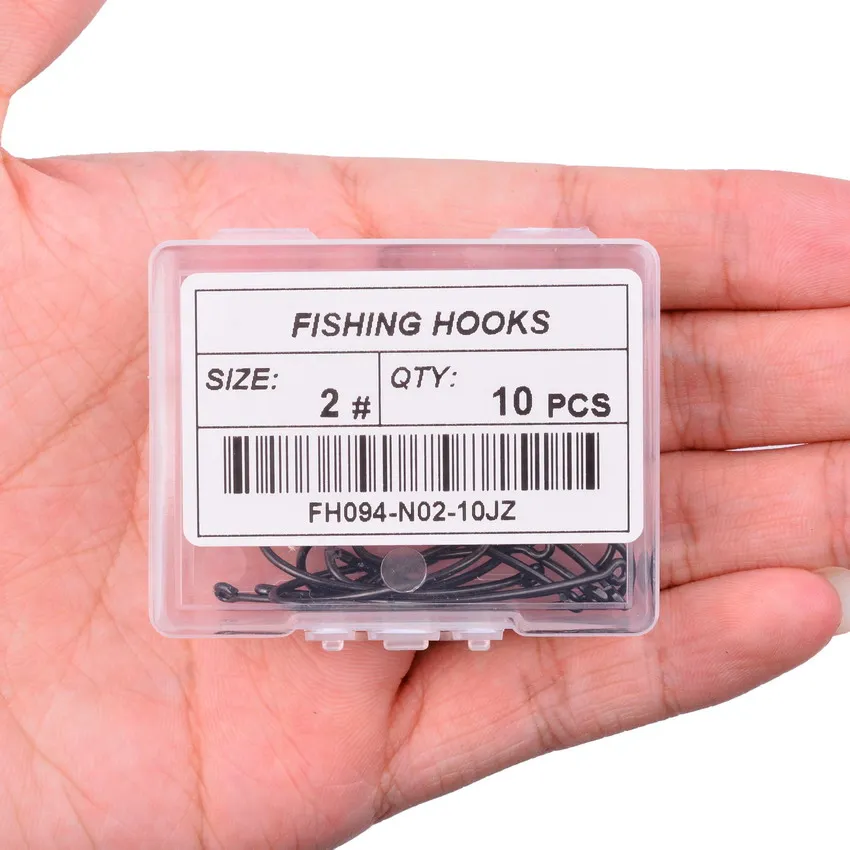 FISHING HOOKS
SIZE: 2 # QTY: 10 PCS
FH094-N02-10JZ